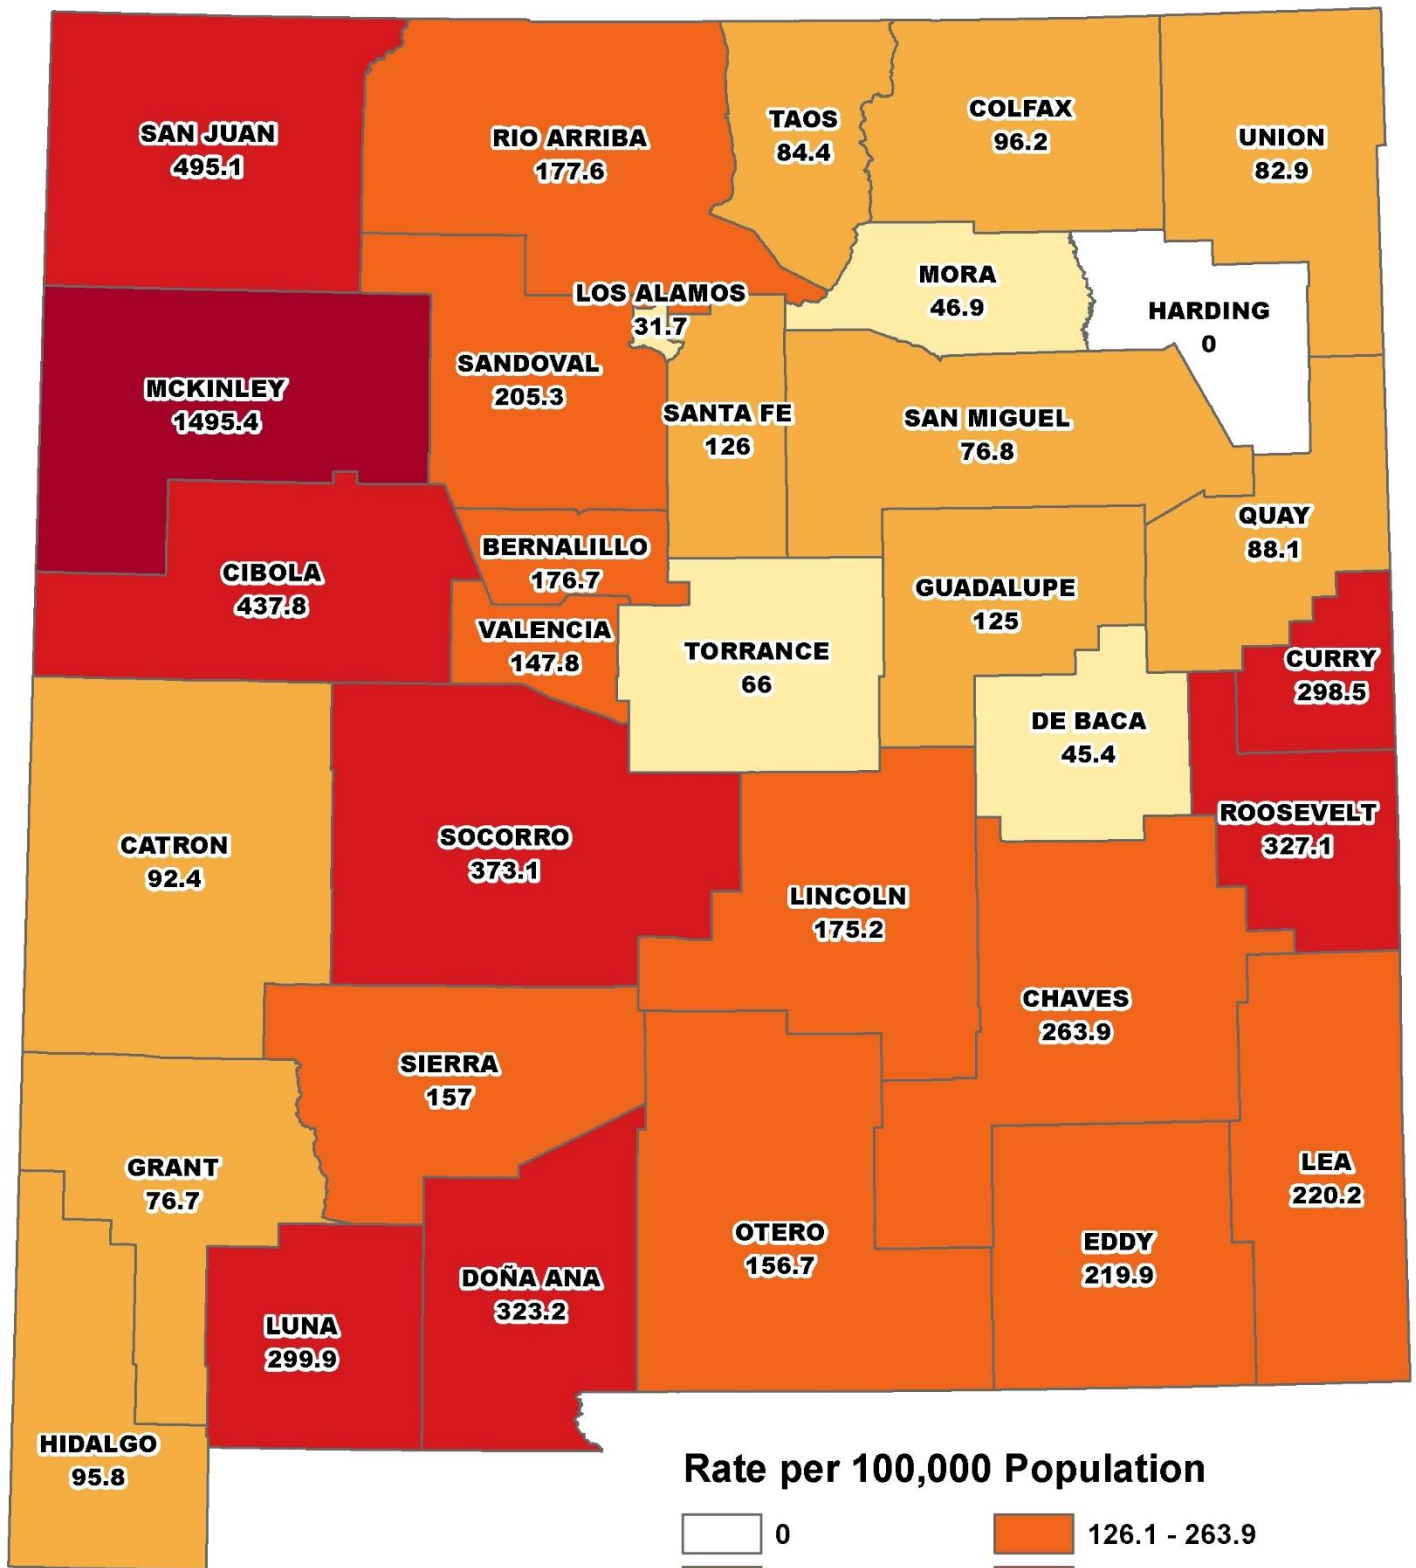 SAN JUAN
495.1
RIO ARRIBA
177.6
TAOS
84.4
COLFAX
96.2
UNION
82.9
MORA
46.9
HARDING
0
LOS ALAMOS
31.7
SANDOVAL
205.3
MCKINLEY
1495.4
SANTA FE
126
SAN MIGUEL
76.8
QUAY
88.1
BERNALILLO
176.7
CIBOLA
437.8
GUADALUPE
125
VALENCIA
147.8
TORRANCE
66
CURRY
298.5
DE BACA
45.4
ROOSEVELT
327.1
CATRON
92.4
SOCORRO
373.1
LINCOLN
175.2
CHAVES
263.9
SIERRA
157
GRANT
76.7
LEA
220.2
OTERO
156.7
EDDY
219.9
DOÑA ANA
323.2
LUNA
299.9
HIDALGO
95.8
Rate per 100,000 Population
0
126.1 - 263.9